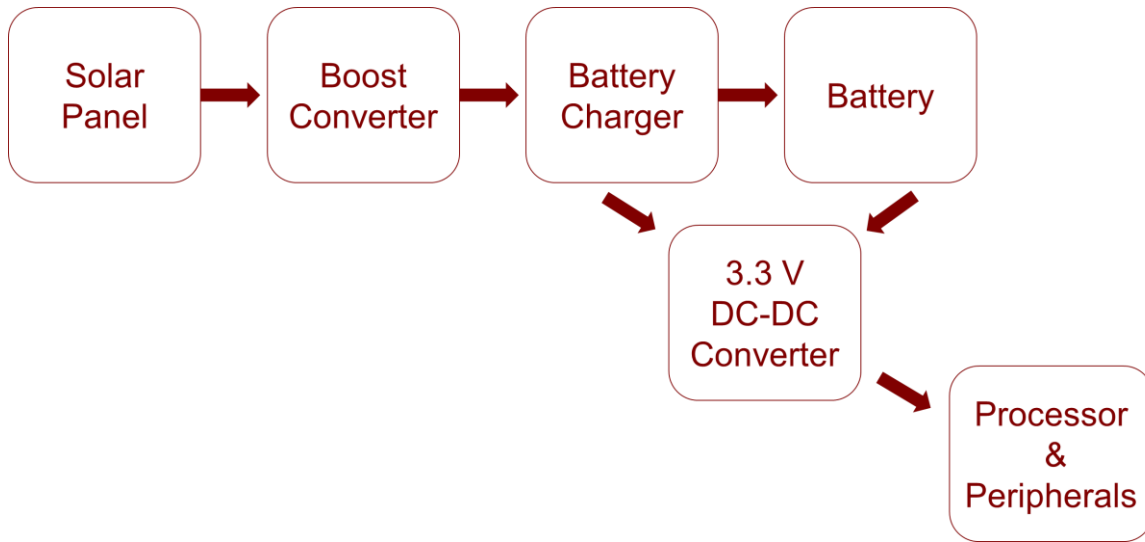 Solar
Panel
Boost
Converter
Battery
Charger
Battery
3.3 V
DC-DC
Converter
Processor
&
Peripherals